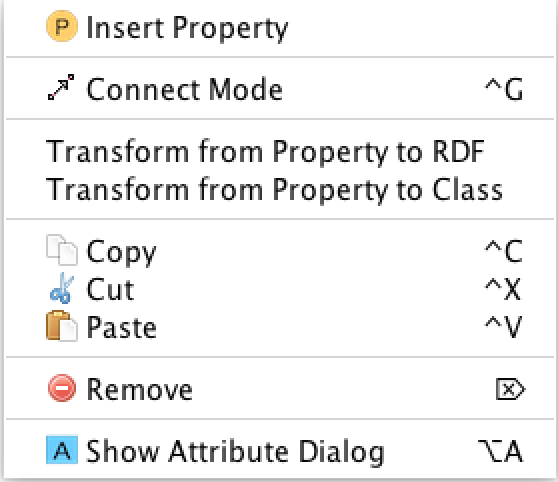 P Insert Property
Connect Mode ^G
Transform from Property to RDF
Transform from Property to Class
Copy ^C
Cut ^X
Paste ^V
Remove ⌦
A Show Attribute Dialog ⌥A